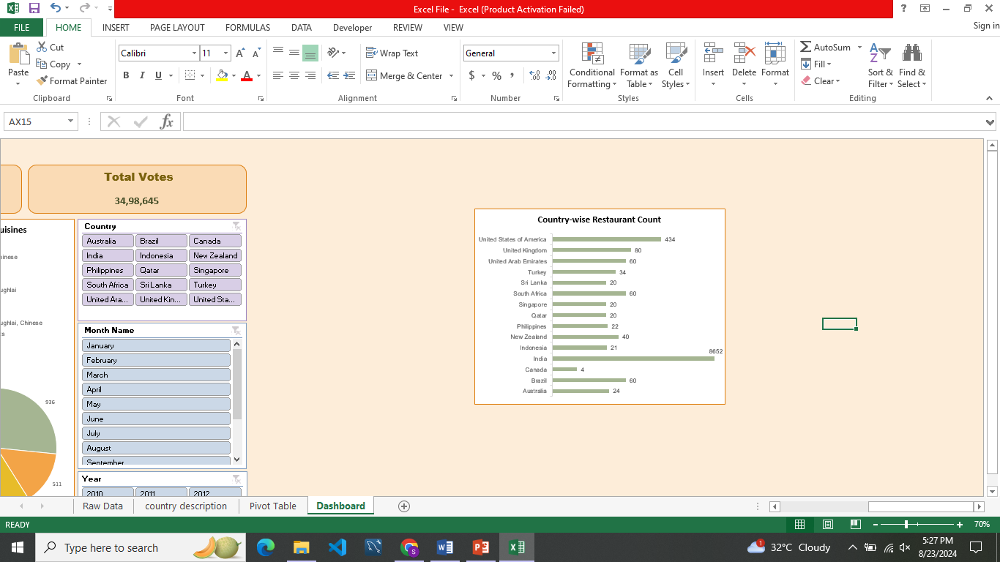 Excel File - Excel (Product Activation Failed)
FILE HOME INSERT PAGE LAYOUT FORMULAS DATA Developer REVIEW VIEW Sign in
Paste
Cut
Copy
Format Painter
Clipboard
Calibri 11
B I U
A
Font
Wrap Text
Merge & Center
Alignment
General
$ % ,
Number
Conditional Formatting
Format as Table
Cell Styles
Styles
Insert
Delete
Format
Cells
AutoSum
Fill
Clear
Sort & Filter
Find & Select
Editing
AX15
fx
Total Votes
34,98,645
uisines
inese
ughlai
ughlai, Chinese
s
936
511
Country
Australia Brazil Canada
India Indonesia New Zealand
Philippines Qatar Singapore
South Africa Sri Lanka Turkey
United Ara... United Kin... United Sta...
Month Name
January
February
March
April
May
June
July
August
September
Year
2010 2011 2012
Country-wise Restaurant Count
United States of America 434
United Kingdom 80
United Arab Emirates 60
Turkey 34
Sri Lanka 20
South Africa 60
Singapore 20
Qatar 20
Philippines 22
New Zealand 40
Indonesia 21
India 8652
Canada 4
Brazil 60
Australia 24
Raw Data country description Pivot Table Dashboard
READY
70%
Type here to search
32°C Cloudy
5:27 PM
8/23/2024